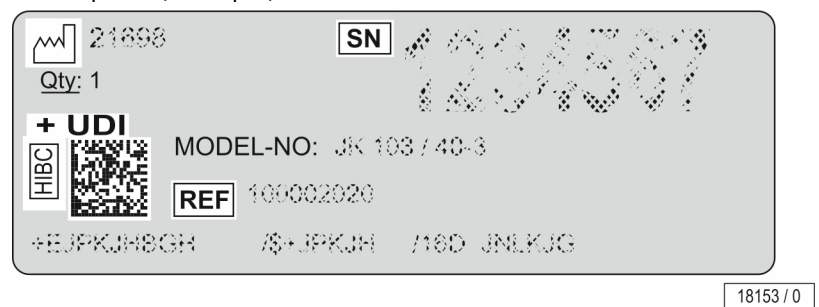 21698 SN 1234567
Qty: 1
+ UDI
HIBC
MODEL-NO: JK 103 / 40-3
REF 100002020
+EJPKJHBGH /$+JPKJH /16D JNLKJG
18153 / 0